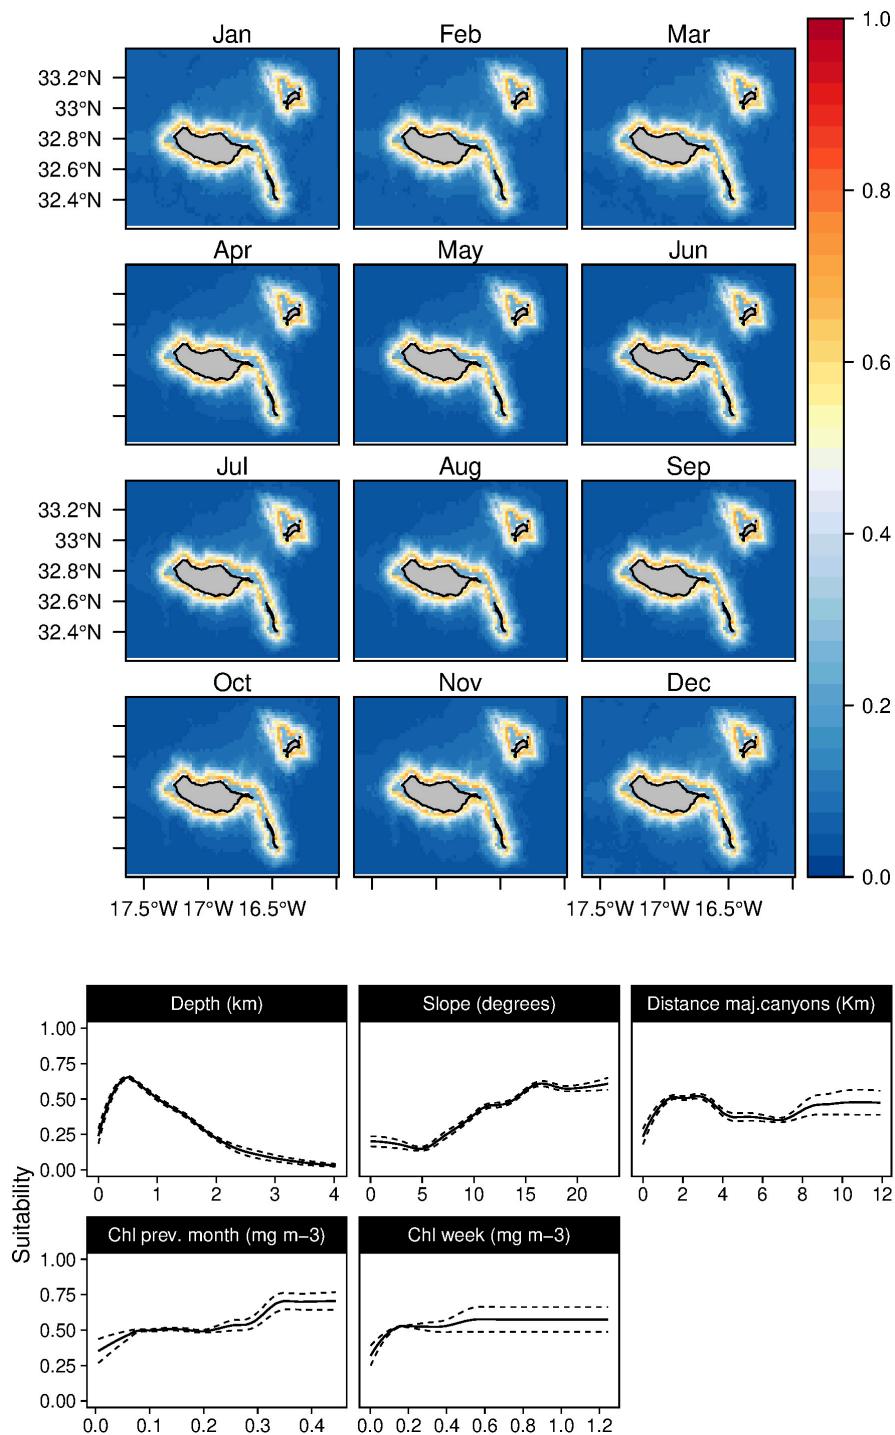 Jan Feb Mar 1.0
33.2°N
33°N
32.8°N
32.6°N
32.4°N
0.8
Apr May Jun
0.6
Jul Aug Sep
33.2°N
33°N
32.8°N
32.6°N
32.4°N
0.4
Oct Nov Dec
0.2
0.0
17.5°W 17°W 16.5°W 17.5°W 17°W 16.5°W
Depth (km) Slope (degrees) Distance maj.canyons (Km)
1.00
0.75
0.50
0.25
0.00
0 1 2 3 4 0 5 10 15 20 0 2 4 6 8 10 12
Suitability
Chl prev. month (mg m−3) Chl week (mg m−3)
1.00
0.75
0.50
0.25
0.00
0.0 0.1 0.2 0.3 0.4 0.0 0.2 0.4 0.6 0.8 1.0 1.2